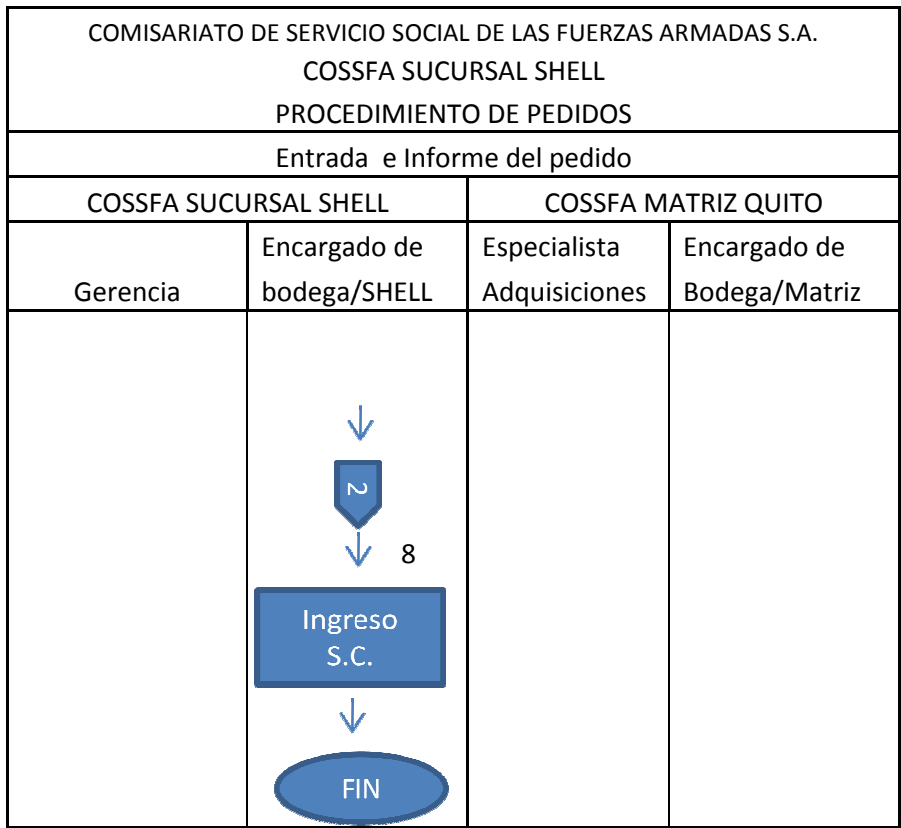 COMISARIATO DE SERVICIO SOCIAL DE LAS FUERZAS ARMADAS S.A.
COSSFA SUCURSAL SHELL
PROCEDIMIENTO DE PEDIDOS
Entrada e Informe del pedido
COSSFA SUCURSAL SHELL
COSSFA MATRIZ QUITO
Gerencia
Encargado de
bodega/SHELL
Especialista
Adquisiciones
Encargado de
Bodega/Matriz
2
8
Ingreso
S.C.
FIN